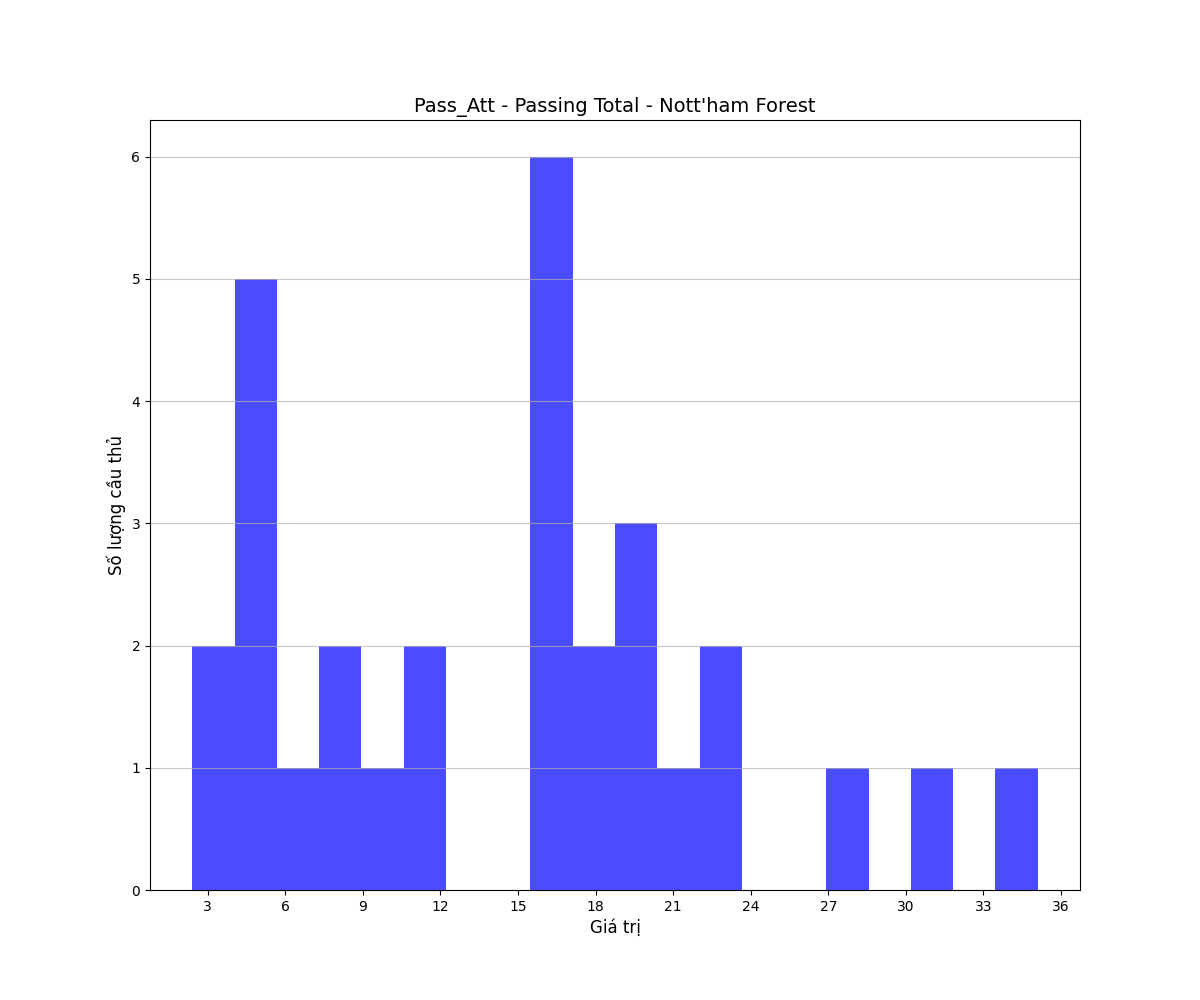 Pass_Att - Passing Total - Nott'ham Forest
6
5
4
3
2
1
0
Số lượng cầu thủ
3 6 9 12 15 18 21 24 27 30 33 36
Giá trị